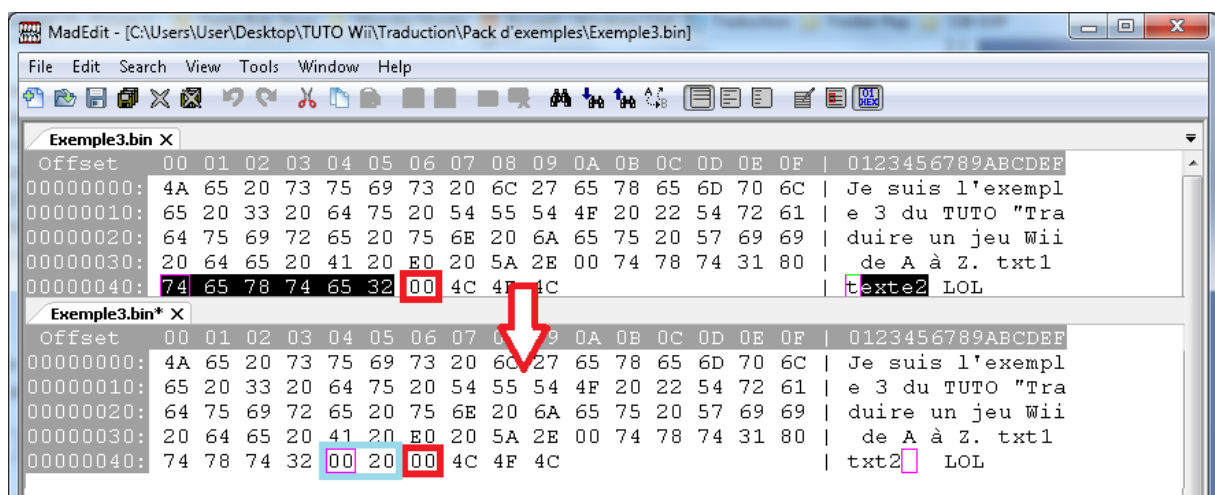 MadEdit - [C:\Users\User\Desktop\TUTO Wii\Traduction\Pack d'exemples\Exemple3.bin]
File Edit Search View Tools Window Help
01 HEX
Exemple3.bin X
Offset 00 01 02 03 04 05 06 07 08 09 0A 0B 0C 0D 0E 0F | 0123456789ABCDEF
00000000: 4A 65 20 73 75 69 73 20 6C 27 65 78 65 6D 70 6C | Je suis l'exempl
00000010: 65 20 33 20 64 75 20 54 55 54 4F 20 22 54 72 61 | e 3 du TUTO "Tra
00000020: 64 75 69 72 65 20 75 6E 20 6A 65 75 20 57 69 69 | duire un jeu Wii
00000030: 20 64 65 20 41 20 E0 20 5A 2E 00 74 78 74 31 80 | de A à Z. txt1
00000040: 74 65 78 74 65 32 00 4C 4F 4C | texte2 LOL
Exemple3.bin* X
Offset 00 01 02 03 04 05 06 07 9 0A 0B 0C 0D 0E 0F | 0123456789ABCDEF
00000000: 4A 65 20 73 75 69 73 20 6C 27 65 78 65 6D 70 6C | Je suis l'exempl
00000010: 65 20 33 20 64 75 20 54 55 54 4F 20 22 54 72 61 | e 3 du TUTO "Tra
00000020: 64 75 69 72 65 20 75 6E 20 6A 65 75 20 57 69 69 | duire un jeu Wii
00000030: 20 64 65 20 41 20 E0 20 5A 2E 00 74 78 74 31 80 | de A à Z. txt1
00000040: 74 78 74 32 00 20 00 4C 4F 4C | txt2 LOL